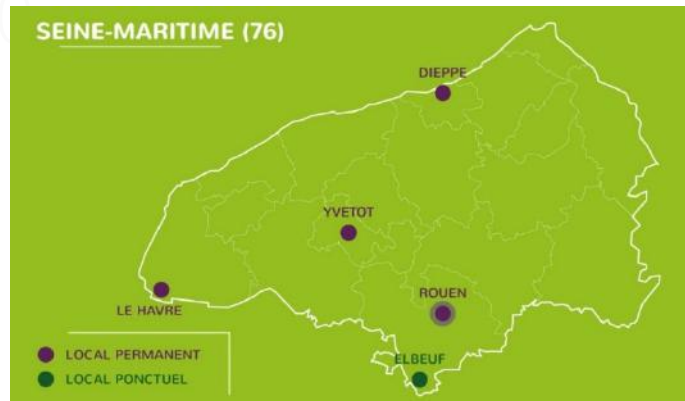 SEINE-MARITIME (76)
DIEPPE
YVETOT
LE HAVRE
ROUEN
ELBEUF
LOCAL PERMANENT
LOCAL PONCTUEL